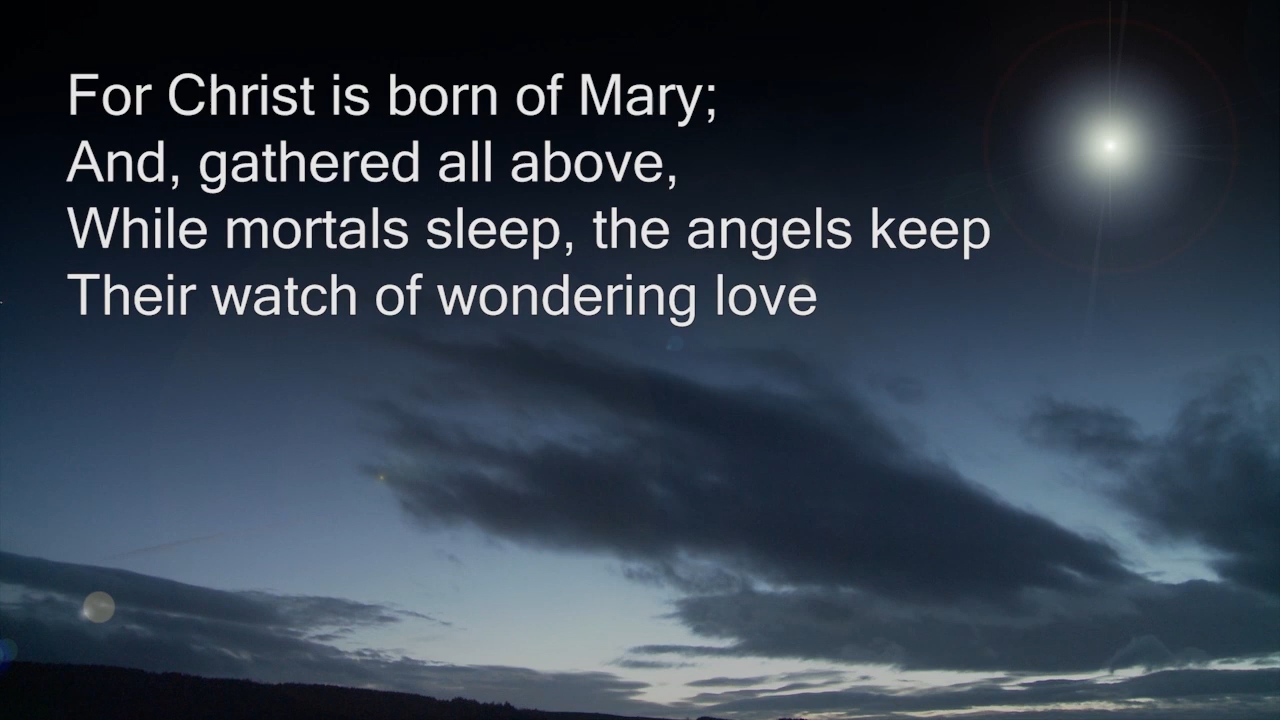 For Christ is born of Mary;
And, gathered all above,
While mortals sleep, the angels keep
Their watch of wondering love